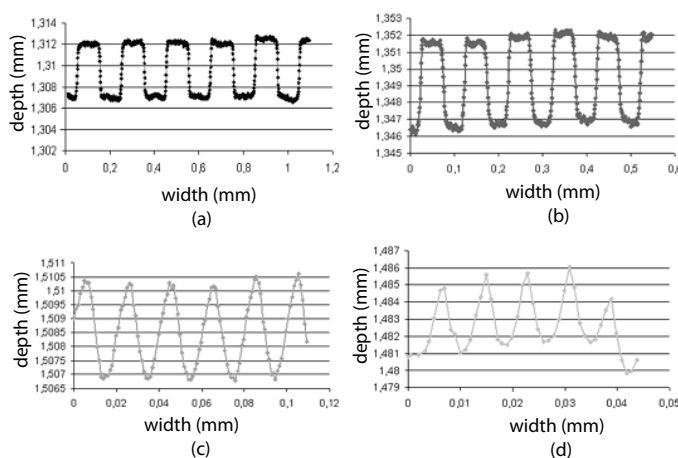 1,314
1,312
1,31
1,308
1,306
1,304
1,302
depth (mm)
0 0,2 0,4 0,6 0,8 1 1,2
width (mm)
(a)
1,353
1,352
1,351
1,35
1,349
1,348
1,347
1,346
1,345
depth (mm)
0 0,1 0,2 0,3 0,4 0,5 0,6
width (mm)
(b)
1,511
1,5105
1,51
1,5095
1,509
1,5085
1,508
1,5075
1,507
1,5065
depth (mm)
0 0,02 0,04 0,06 0,08 0,1 0,12
width (mm)
(c)
1,487
1,486
1,485
1,484
1,483
1,482
1,481
1,48
1,479
depth (mm)
0 0,01 0,02 0,03 0,04 0,05
width (mm)
(d)